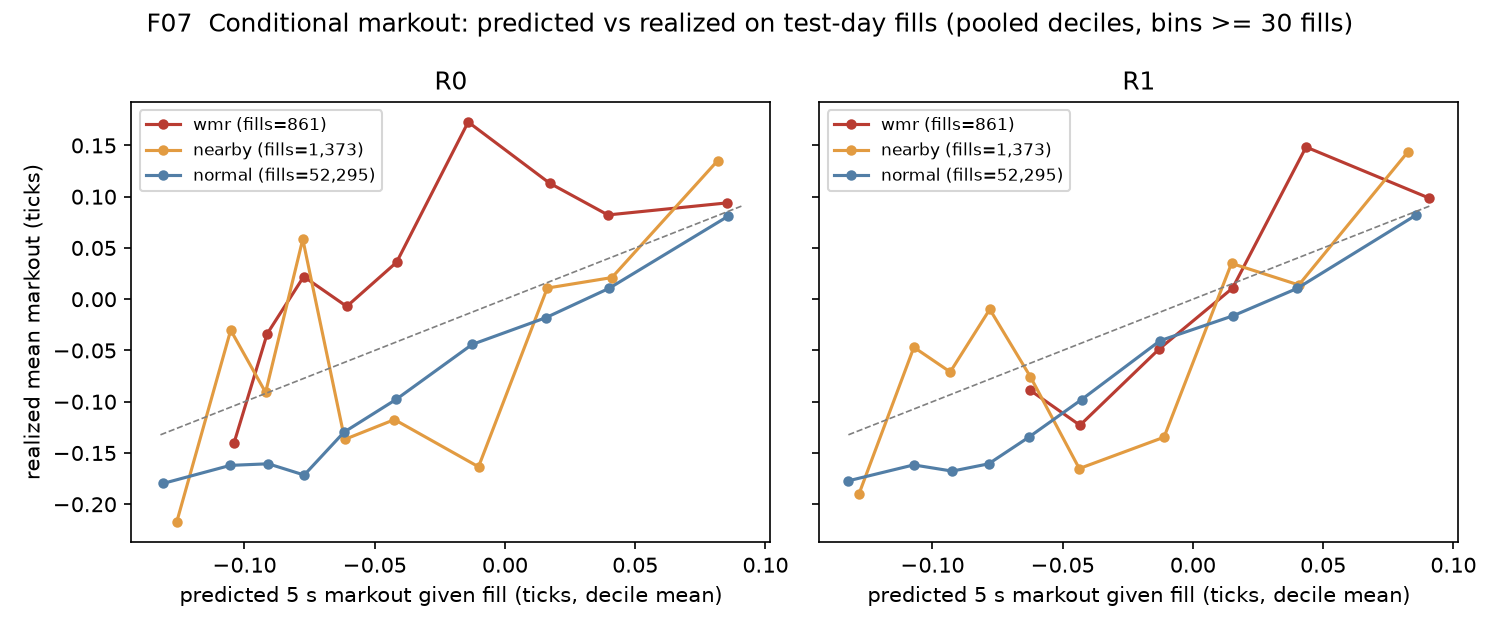 F07  Conditional markout: predicted vs realized on test-day fills (pooled deciles, bins >= 30 fills)
R0
wmr (fills=861)
nearby (fills=1,373)
normal (fills=52,295)
realized mean markout (ticks)
0.15
0.10
0.05
0.00
−0.05
−0.10
−0.15
−0.20
−0.10
−0.05
0.00
0.05
0.10
predicted 5 s markout given fill (ticks, decile mean)
R1
wmr (fills=861)
nearby (fills=1,373)
normal (fills=52,295)
−0.10
−0.05
0.00
0.05
0.10
predicted 5 s markout given fill (ticks, decile mean)